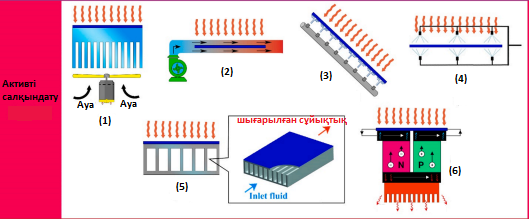 Активті
салқындату
Ауа
Ауа
(1)
(2)
(3)
(4)
шығарылған сұйықтық
(5)
Inlet fluid
N
P
(6)